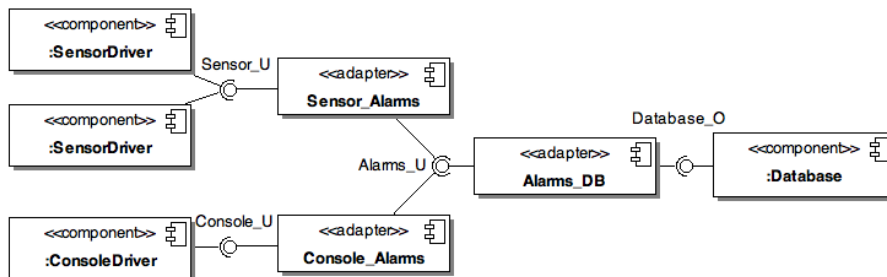 <<component>>
:SensorDriver
Sensor_U
<<adapter>>
Sensor_Alarms
<<component>>
:SensorDriver
Database_O
Alarms_U
<<adapter>>
Alarms_DB
<<component>>
:Database
<<component>>
:ConsoleDriver
Console_U
<<adapter>>
Console_Alarms